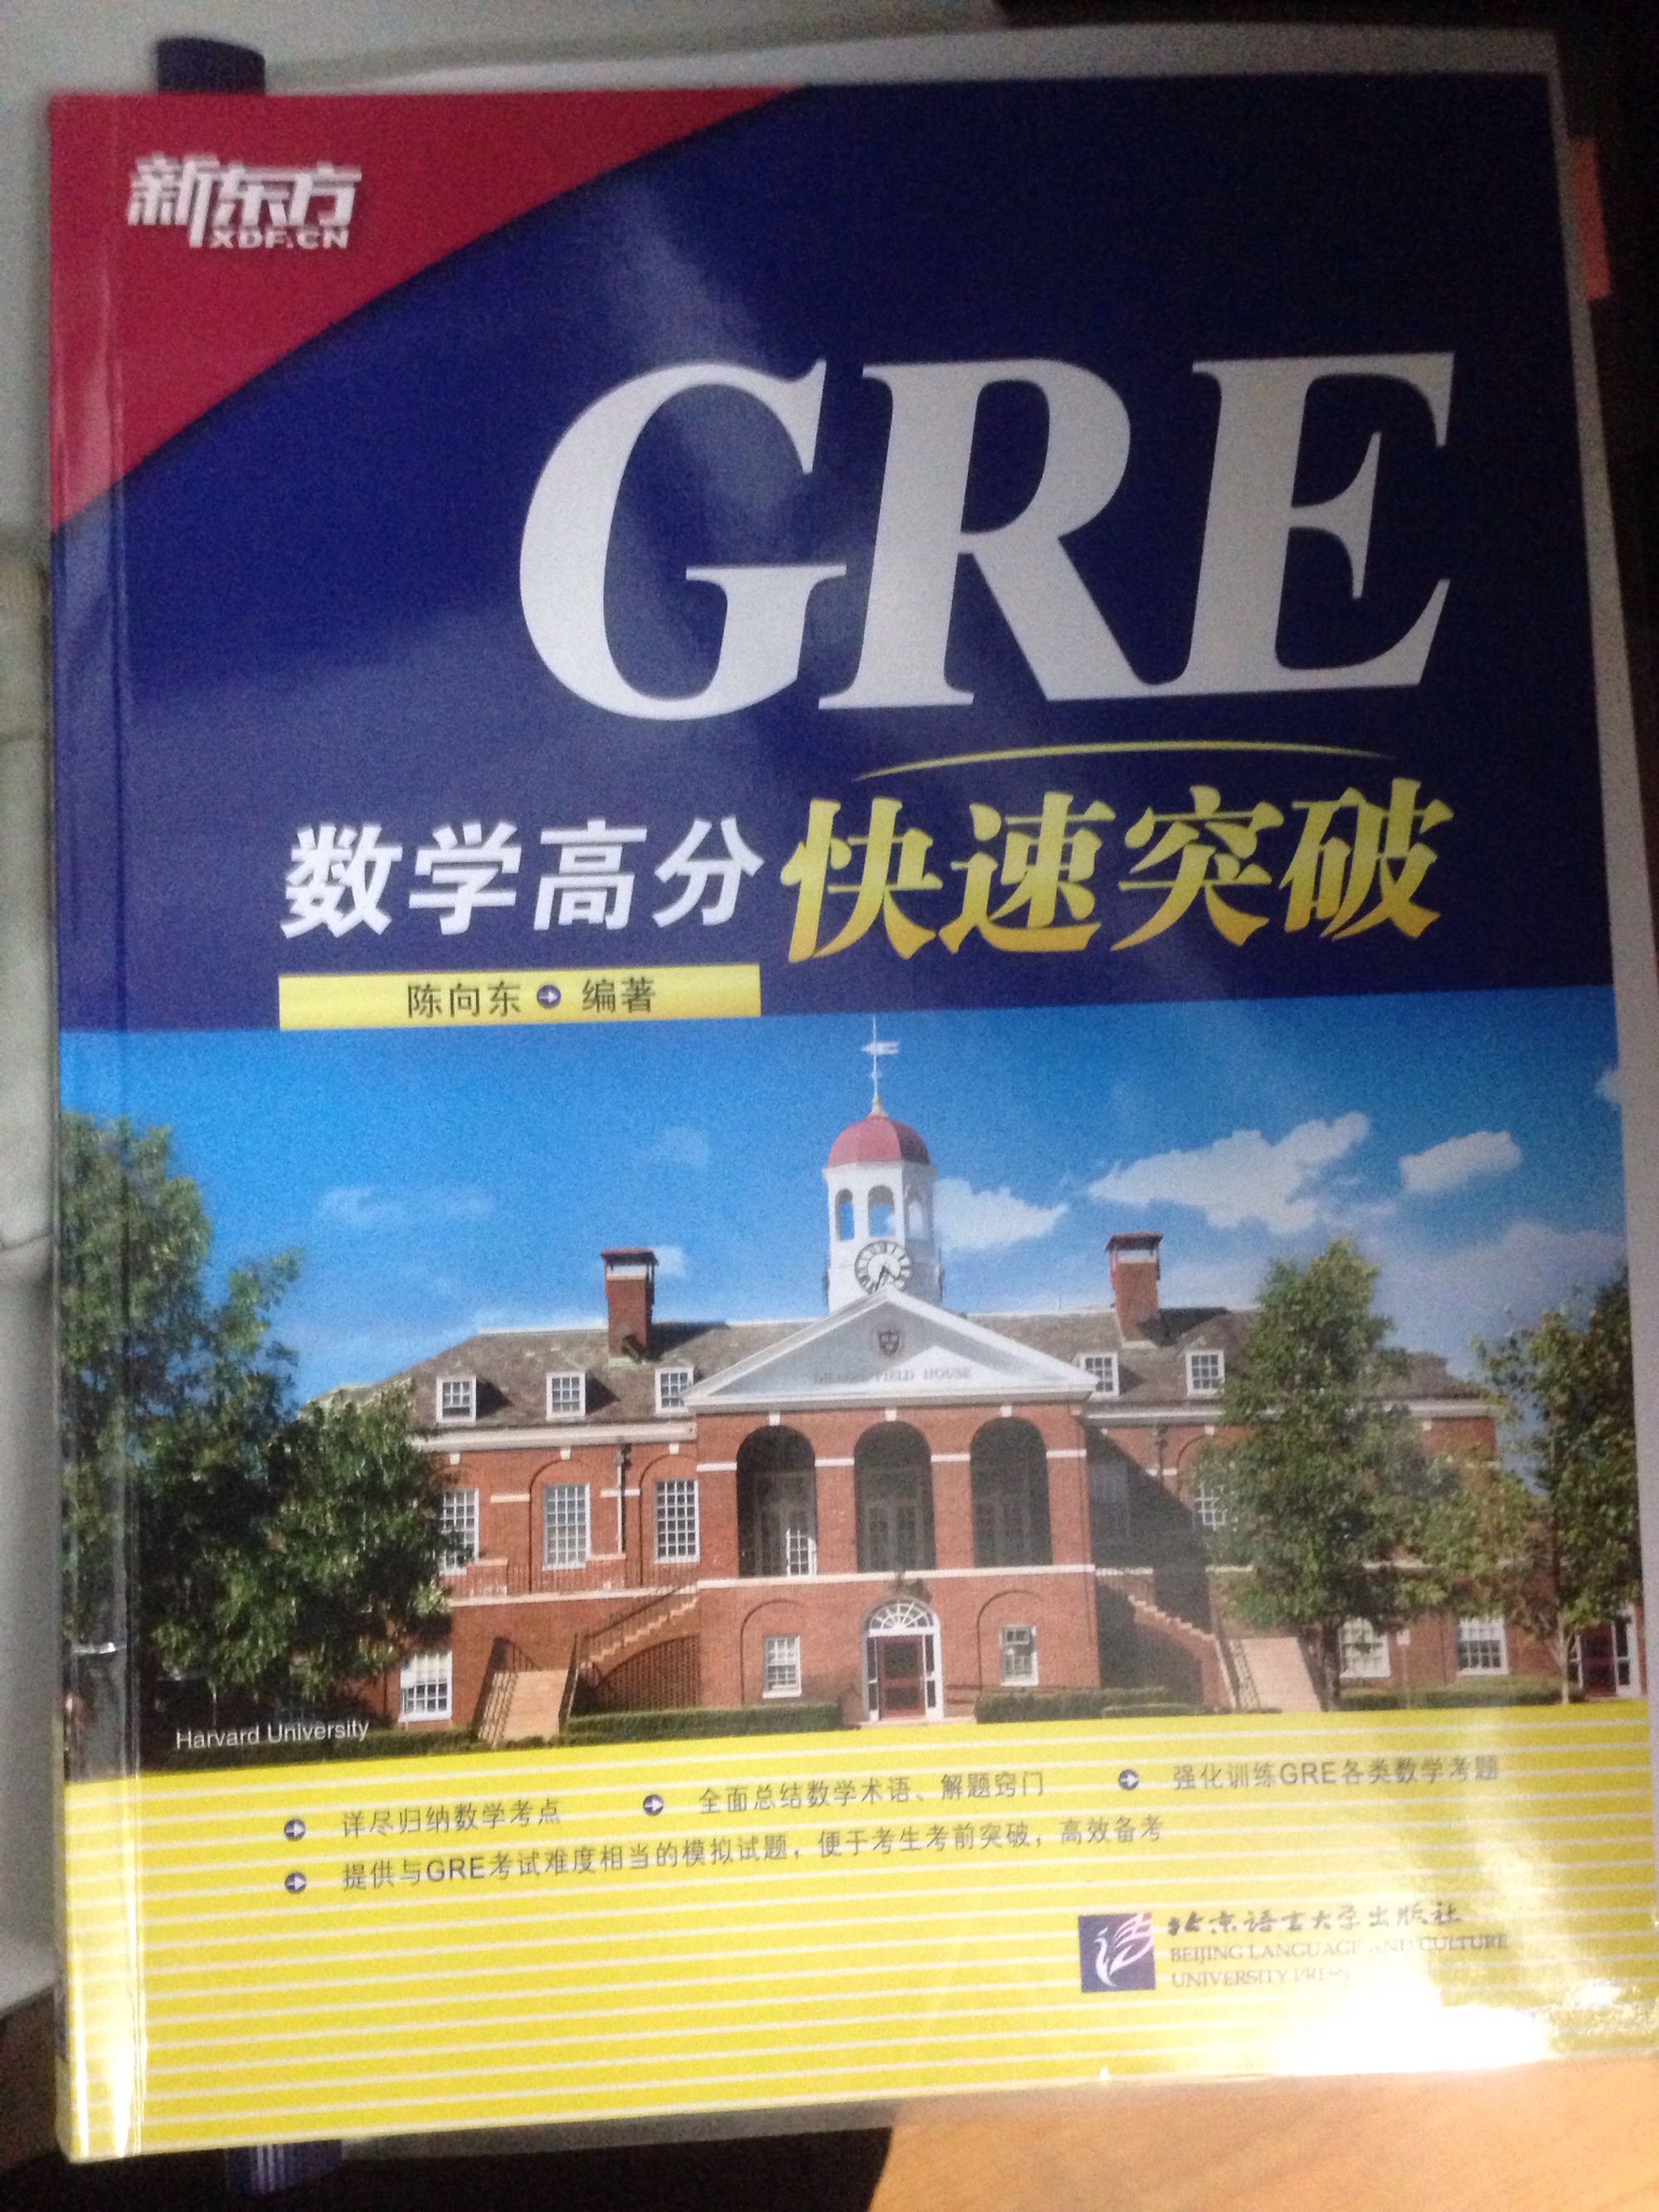 新东方
XDF.CN
GRE
数学高分快速突破
陈向东 编著
FIELD HOUSE
Harvard University
详尽归纳数学考点 全面总结数学术语、解题窍门 强化训练GRE各类数学考题
提供与GRE考试难度相当的模拟试题，便于考生考前突破，高效备考
北京语言大学出版社
BEIJING LANGUAGE AND CULTURE
UNIVERSITY PRESS